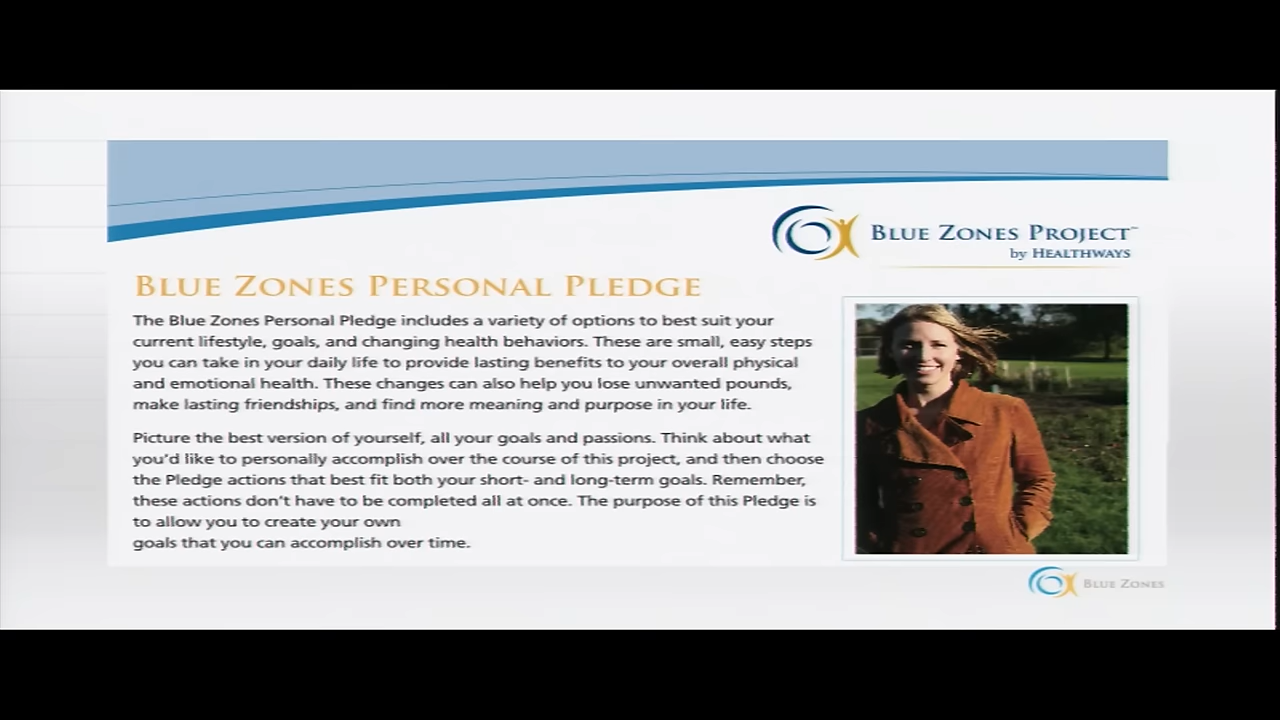 BLUE ZONES PROJECT™
by HEALTHWAYS
BLUE ZONES PERSONAL PLEDGE
The Blue Zones Personal Pledge includes a variety of options to best suit your
current lifestyle, goals, and changing health behaviors. These are small, easy steps
you can take in your daily life to provide lasting benefits to your overall physical
and emotional health. These changes can also help you lose unwanted pounds,
make lasting friendships, and find more meaning and purpose in your life.
Picture the best version of yourself, all your goals and passions. Think about what
you'd like to personally accomplish over the course of this project, and then choose
the Pledge actions that best fit both your short- and long-term goals. Remember,
these actions don't have to be completed all at once. The purpose of this Pledge is
to allow you to create your own
goals that you can accomplish over time.
BLUE ZONES